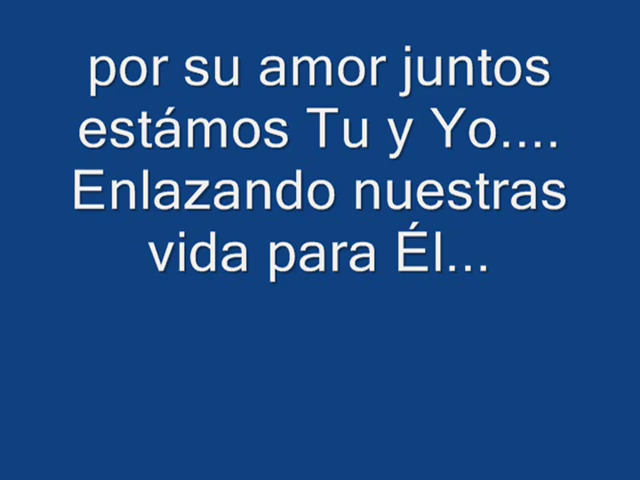 por su amor juntos
estámos Tu y Yo....
Enlazando nuestras
vida para Él...